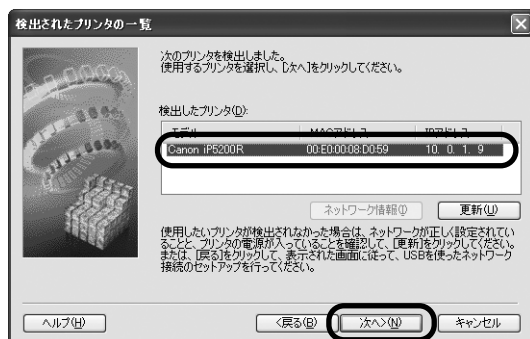 検出されたプリンタの一覧
次のプリンタを検出しました。
使用するプリンタを選択し、[次へ]をクリックしてください。
検出したプリンタ(D):
モデル MACアドレス IPアドレス
Canon iP5200R 00:E0:00:08:D0:59 10. 0. 1. 9
ネットワーク情報(I) 更新(U)
使用したいプリンタが検出されなかった場合は、ネットワークが正しく設定されてい
ることと、プリンタの電源が入っていることを確認して、[更新]をクリックしてください。
または、[戻る]をクリックして、表示された画面に従って、USBを使ったネットワーク
接続のセットアップを行ってください。
ヘルプ(H) <戻る(B) 次へ>(N) キャンセル